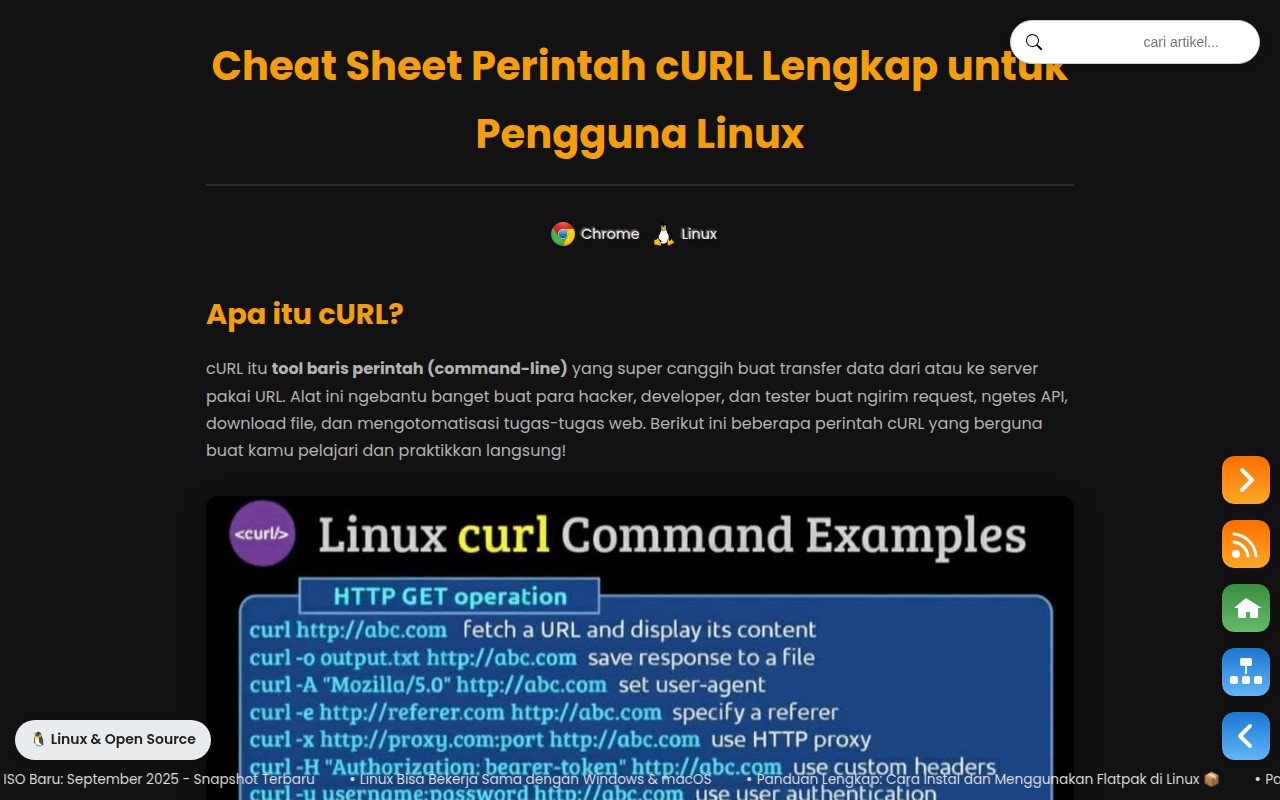 cari artikel...
Cheat Sheet Perintah cURL Lengkap untuk
Pengguna Linux
Chrome Linux
Apa itu cURL?
cURL itu tool baris perintah (command-line) yang super canggih buat transfer data dari atau ke server
pakai URL. Alat ini ngebantu banget buat para hacker, developer, dan tester buat ngirim request, ngetes API,
download file, dan mengotomatisasi tugas-tugas web. Berikut ini beberapa perintah cURL yang berguna
buat kamu pelajari dan praktikkan langsung!
<curl/> Linux curl Command Examples
HTTP GET operation
curl http://abc.com fetch a URL and display its content
curl -o output.txt http://abc.com save response to a file
curl -A "Mozilla/5.0" http://abc.com set user-agent
curl -e http://referer.com http://abc.com specify a referer
curl -x http://proxy.com:port http://abc.com use HTTP proxy
curl -H "Authorization: bearer-token" http://abc.com use custom headers
curl -u username:password http://abc.com use user authentication
🐧 Linux & Open Source
ISO Baru: September 2025 - Snapshot Terbaru • Linux Bisa Bekerja Sama dengan Windows & macOS • Panduan Lengkap: Cara Instal dan Menggunakan Flatpak di Linux 📦 •